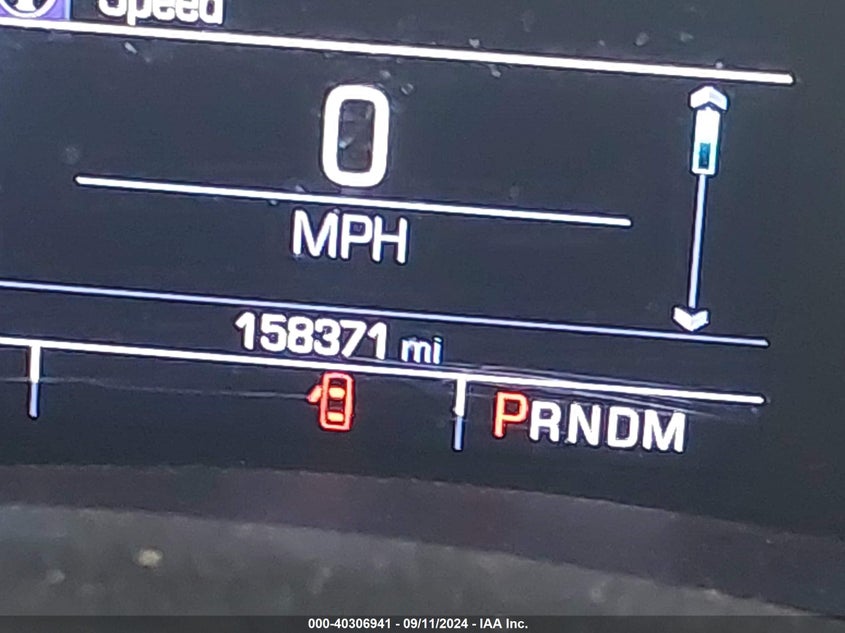 Speed
0
MPH
158371 mi
PRNDM
000-40306941 - 09/11/2024 - IAA Inc.